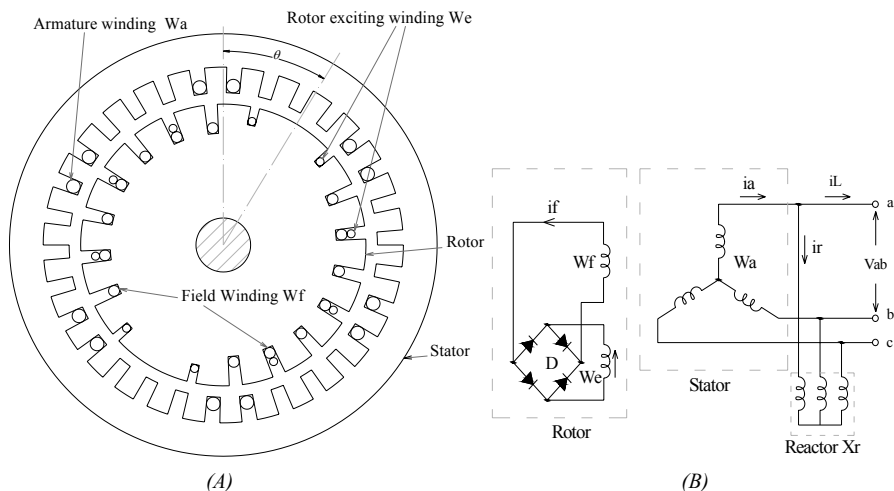 Armature winding Wa
Rotor exciting winding We
θ
Rotor
Field Winding Wf
Stator
(A)
if
Wf
D
We
Rotor
ia
iL
a
ir
Wa
Vab
b
c
Stator
Reactor Xr
(B)